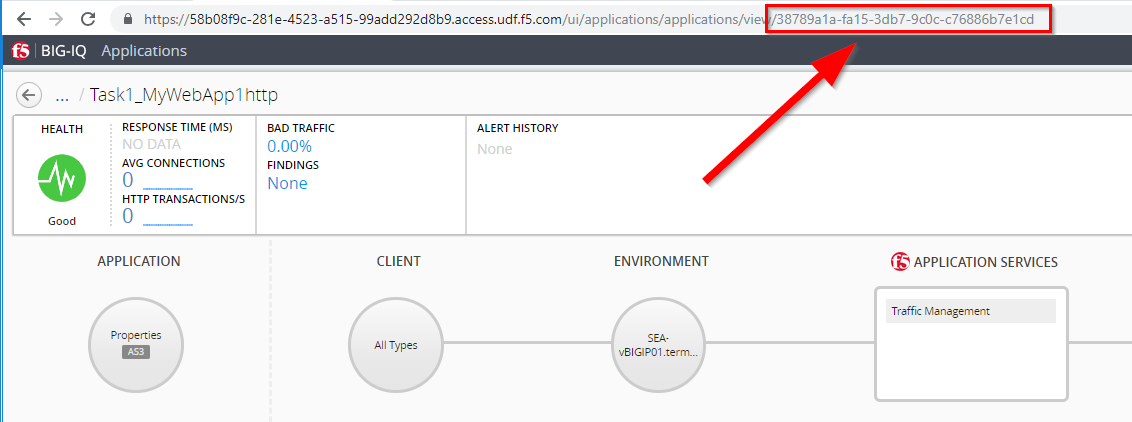 https://58b08f9c-281e-4523-a515-99add292d8b9.access.udf.f5.com/ui/applications/applications/view/38789a1a-fa15-3db7-9c0c-c76886b7e1cd
f5 BIG-IQ Applications
... / Task1_MyWebApp1http
HEALTH
Good
RESPONSE TIME (MS)
NO DATA
AVG CONNECTIONS
0
HTTP TRANSACTIONS/S
0
BAD TRAFFIC
0.00%
FINDINGS
None
ALERT HISTORY
None
APPLICATION
Properties
AS3
CLIENT
All Types
ENVIRONMENT
SEA-
vBIGIP01.term...
f5 APPLICATION SERVICES
Traffic Management